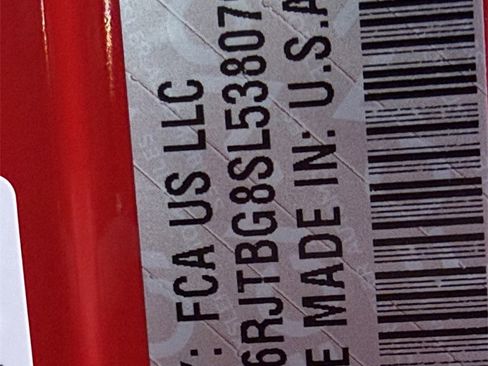 : FCA US LLC
6RJTBG8SL53807
E MADE IN: U.S.A